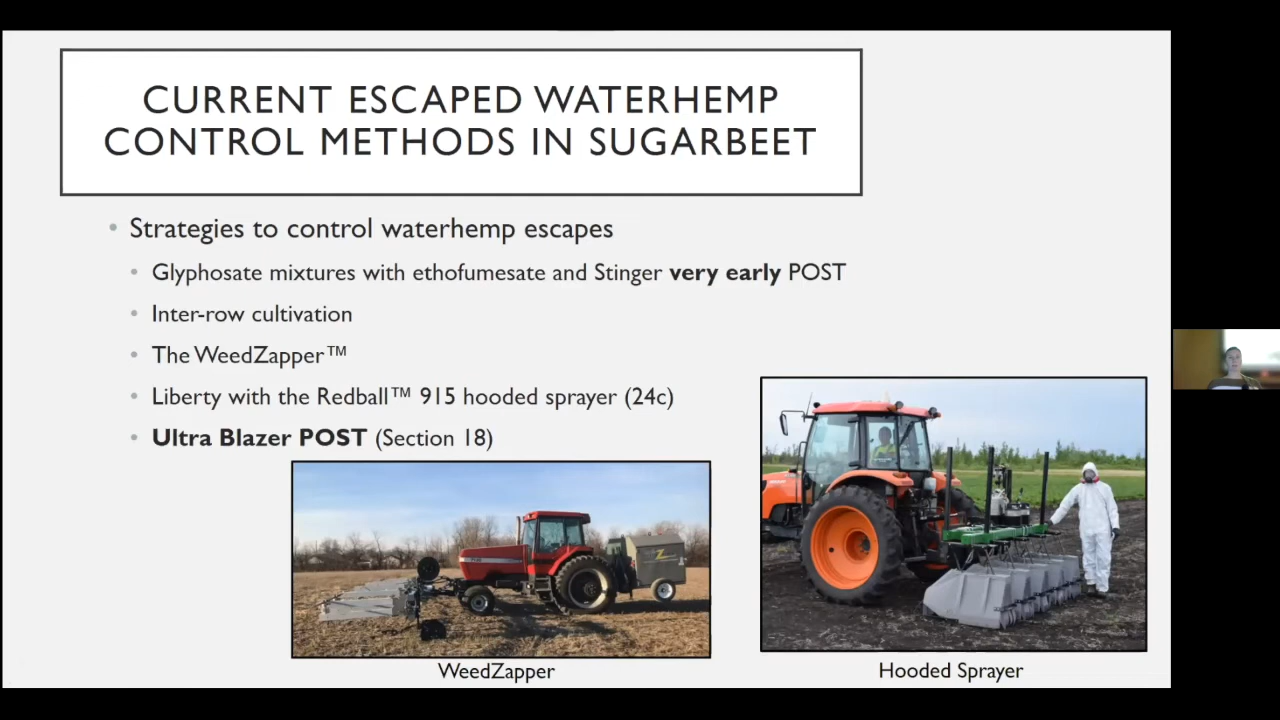 CURRENT ESCAPED WATERHEMP
CONTROL METHODS IN SUGARBEET
• Strategies to control waterhemp escapes
• Glyphosate mixtures with ethofumesate and Stinger very early POST
• Inter-row cultivation
• The WeedZapper™
• Liberty with the Redball™ 915 hooded sprayer (24c)
• Ultra Blazer POST (Section 18)
WeedZapper
Hooded Sprayer